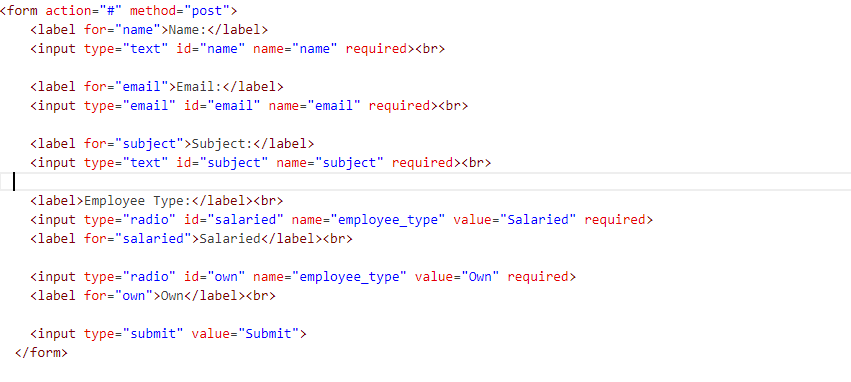 <form action="#" method="post">
<label for="name">Name:</label>
<input type="text" id="name" name="name" required><br>
<label for="email">Email:</label>
<input type="email" id="email" name="email" required><br>
<label for="subject">Subject:</label>
<input type="text" id="subject" name="subject" required><br>
<label>Employee Type:</label><br>
<input type="radio" id="salaried" name="employee_type" value="Salaried" required>
<label for="salaried">Salaried</label><br>
<input type="radio" id="own" name="employee_type" value="Own" required>
<label for="own">Own</label><br>
<input type="submit" value="Submit">
</form>